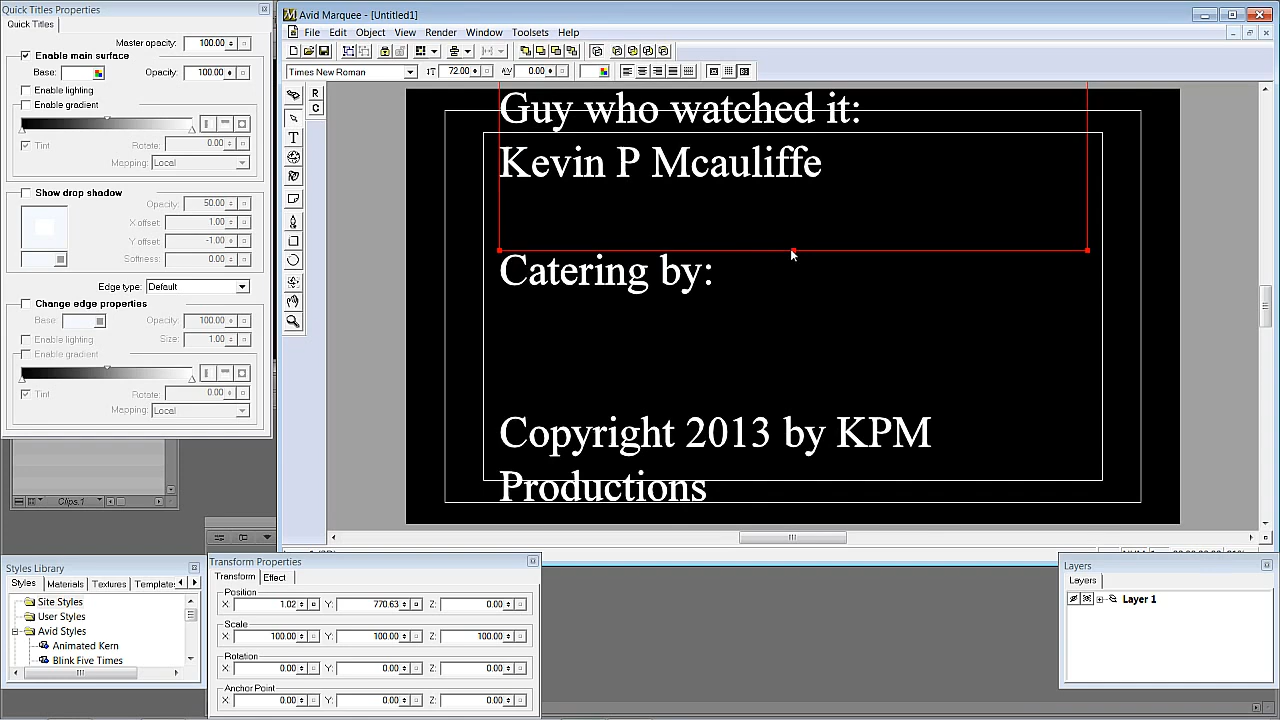 Quick Titles Properties
Quick Titles
Master opacity: 100.00
Enable main surface
Base: Opacity: 100.00
Enable lighting
Enable gradient
Tint Rotate: 0.00
Mapping: Local
Show drop shadow
Opacity: 50.00
X offset: 1.00
Y offset: -1.00
Softness: 0.00
Edge type: Default
Change edge properties
Base: Opacity: 100.00
Enable lighting Size: 1.00
Enable gradient
Tint Rotate: 0.00
Mapping: Local
Clips.1
Avid Marquee - [Untitled1]
File Edit Object View Render Window Toolsets Help
Times New Roman 72.00 0.00
R
C
Guy who watched it:
Kevin P Mcauliffe
Catering by:
Copyright 2013 by KPM
Productions
Styles Library
Styles Materials Textures Template
Site Styles
User Styles
Avid Styles
Animated Kern
Blink Five Times
Transform Properties
Transform Effect
Position
X 1.02 Y: 770.63 Z: 0.00
Scale
X 100.00 Y: 100.00 Z: 100.00
Rotation
X 0.00 Y: 0.00 Z: 0.00
Anchor Point
X 0.00 Y: 0.00 Z: 0.00
Layers
Layers
Layer 1